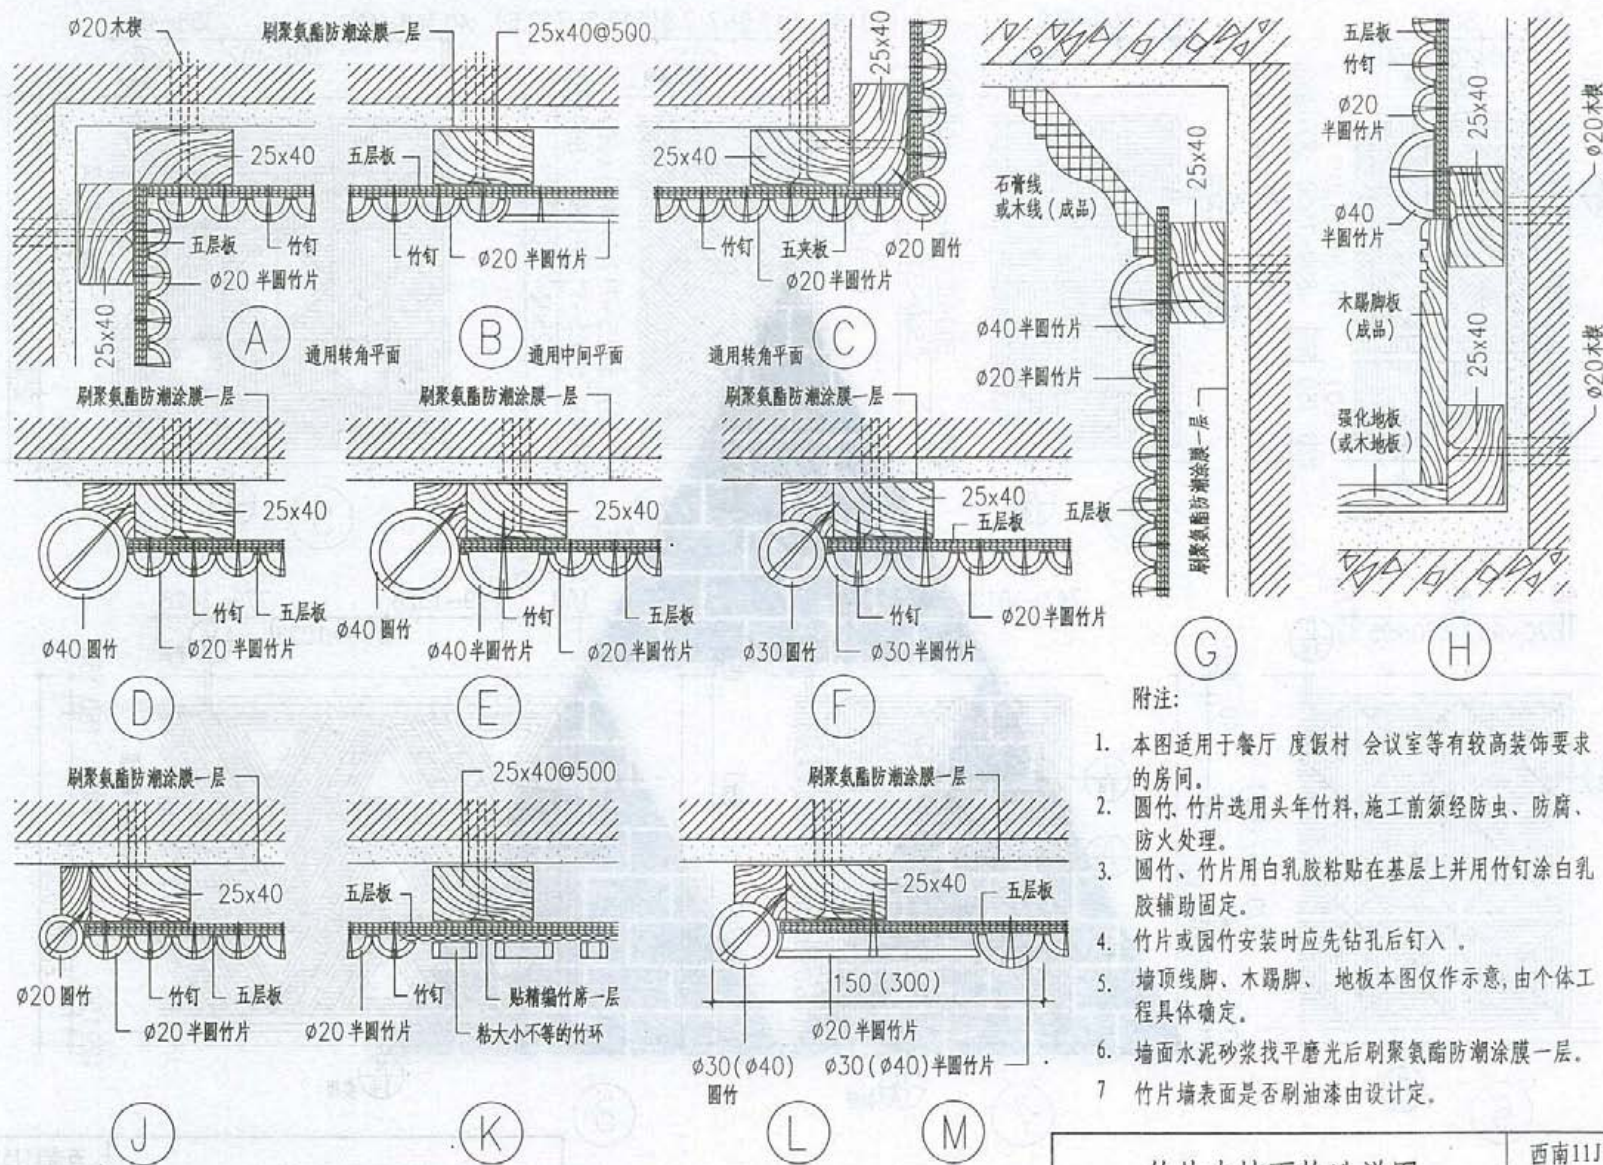 ø20木楔
刷聚氨酯防潮涂膜一层
25x40@500
25x40
五层板
竹钉
ø20 半圆竹片
25x40
A
通用转角平面
五层板
竹钉
ø20 半圆竹片
B
通用中间平面
25x40
25x40
竹钉
五夹板
ø20 圆竹
ø20 半圆竹片
通用转角平面
C
25x40
石膏线
或木线(成品)
ø40半圆竹片
ø20半圆竹片
刷聚氨酯防潮涂膜一层
五层板
G
五层板
竹钉
ø20
半圆竹片
25x40
ø20木楔
ø40
半圆竹片
木踢脚板
(成品)
25x40
ø20木楔
强化地板
(或木地板)
H
刷聚氨酯防潮涂膜一层
25x40
竹钉
五层板
ø40圆竹
ø20半圆竹片
D
刷聚氨酯防潮涂膜一层
25x40
ø40圆竹
竹钉
五层板
ø40半圆竹片
ø20半圆竹片
E
刷聚氨酯防潮涂膜一层
25x40
五层板
竹钉
ø20半圆竹片
ø30圆竹
ø30半圆竹片
F
刷聚氨酯防潮涂膜一层
25x40
ø20圆竹
竹钉
五层板
ø20半圆竹片
J
25x40@500
五层板
竹钉
贴精编竹席一层
ø20半圆竹片
粘大小不等的竹环
K
刷聚氨酯防潮涂膜一层
25x40
五层板
150(300)
ø20半圆竹片
ø30(ø40)
圆竹
ø30(ø40)半圆竹片
L
M
附注:
1. 本图适用于餐厅 度假村 会议室等有较高装饰要求
的房间。
2. 圆竹、竹片选用头年竹料,施工前须经防虫、防腐、
防火处理。
3. 圆竹、竹片用白乳胶粘贴在基层上并用竹钉涂白乳
胶辅助固定。
4. 竹片或园竹安装时应先钻孔后钉入 。
5. 墙顶线脚、木踢脚、 地板本图仅作示意,由个体工
程具体确定。
6. 墙面水泥砂浆找平磨光后刷聚氨酯防潮涂膜一层。
7 竹片墙表面是否刷油漆由设计定。
西南11J